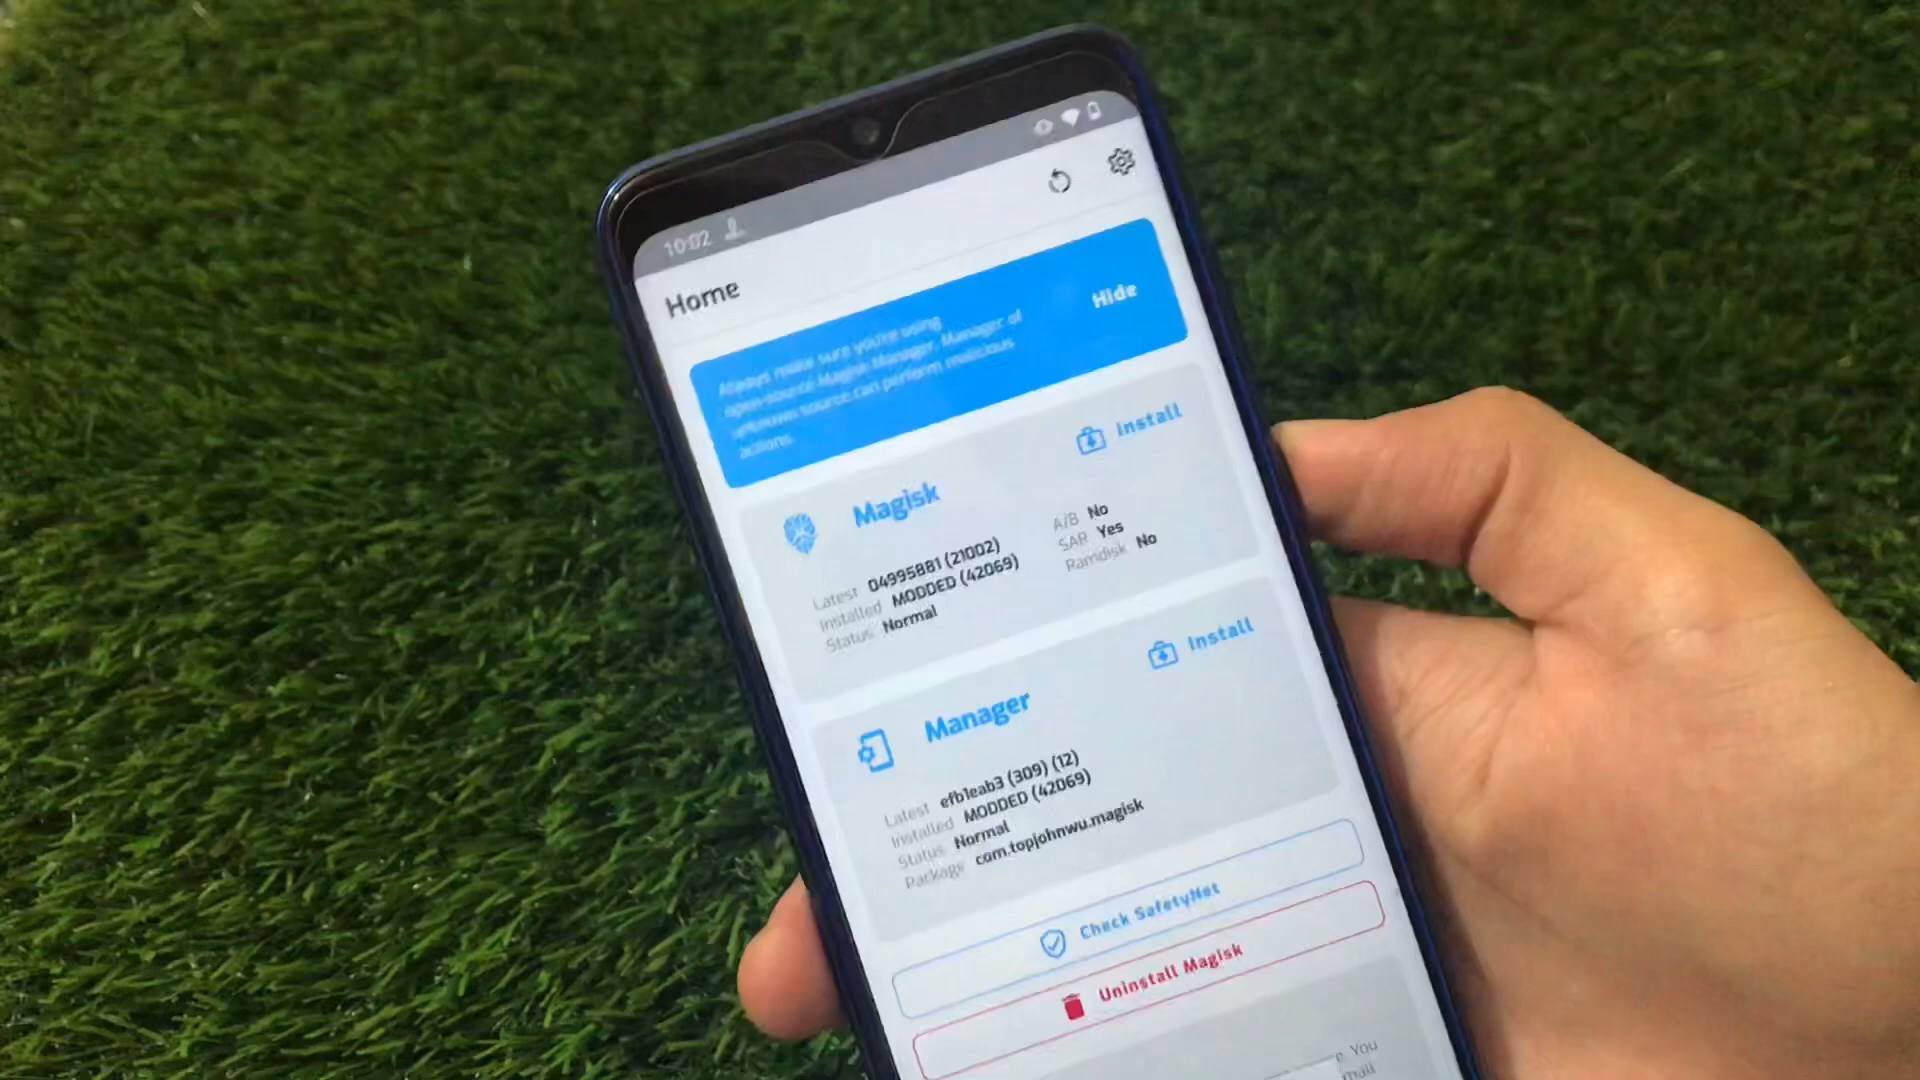 10:02
Home
Always make sure you're using
open-source Magisk Manager. Manager of
unknown source can perform malicious
actions.
Hide
Install
Magisk
Latest 04995881 (21002)
Installed MODDED (42069)
Status Normal
A/B No
SAR Yes
Ramdisk No
Install
Manager
Latest efb1eab3 (309) (12)
Installed MODDED (42069)
Status Normal
Package com.topjohnwu.magisk
Check SafetyNet
Uninstall Magisk
You